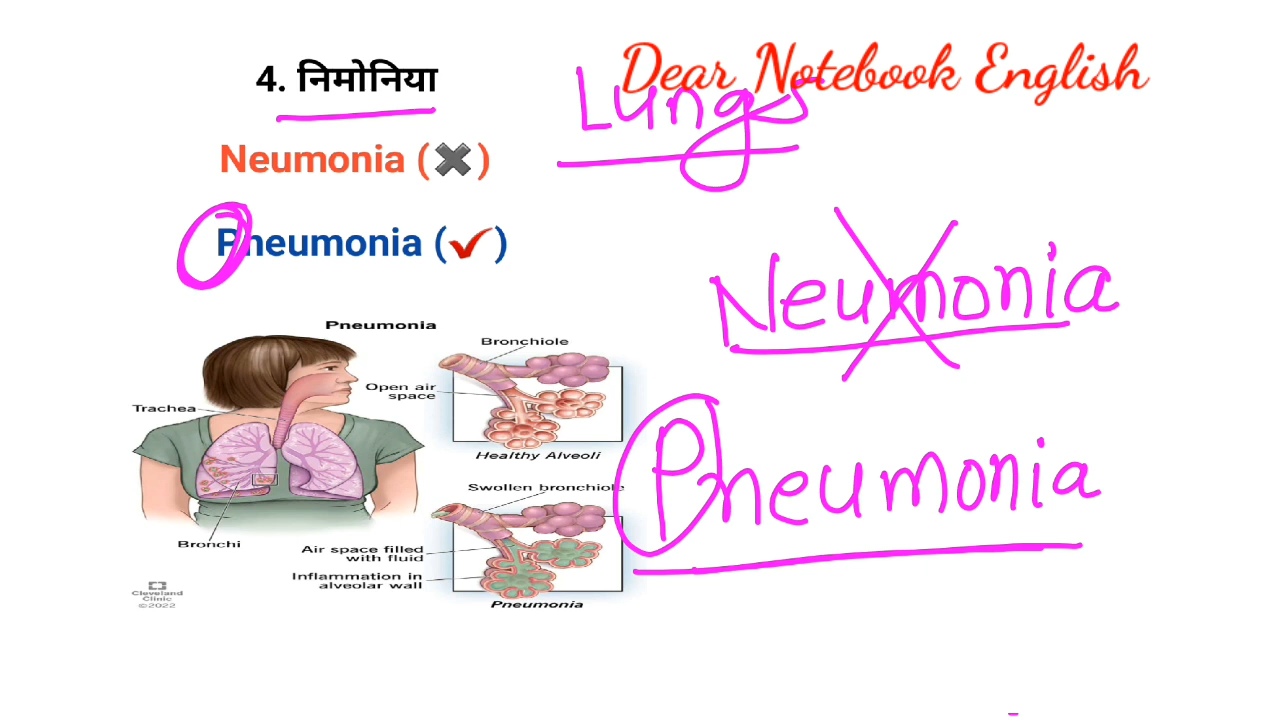 Dear Notebook English
4. निमोनिया
Lungs
Neumonia (✖)
Pneumonia (✓)
Neumonia
Pneumonia
Pneumonia
Trachea
Bronchi
Bronchiole
Open air
space
Healthy Alveoli
Swollen bronchiole
Air space filled
with fluid
Inflammation in
alveolar wall
Pneumonia
Cleveland
Clinic
©2022